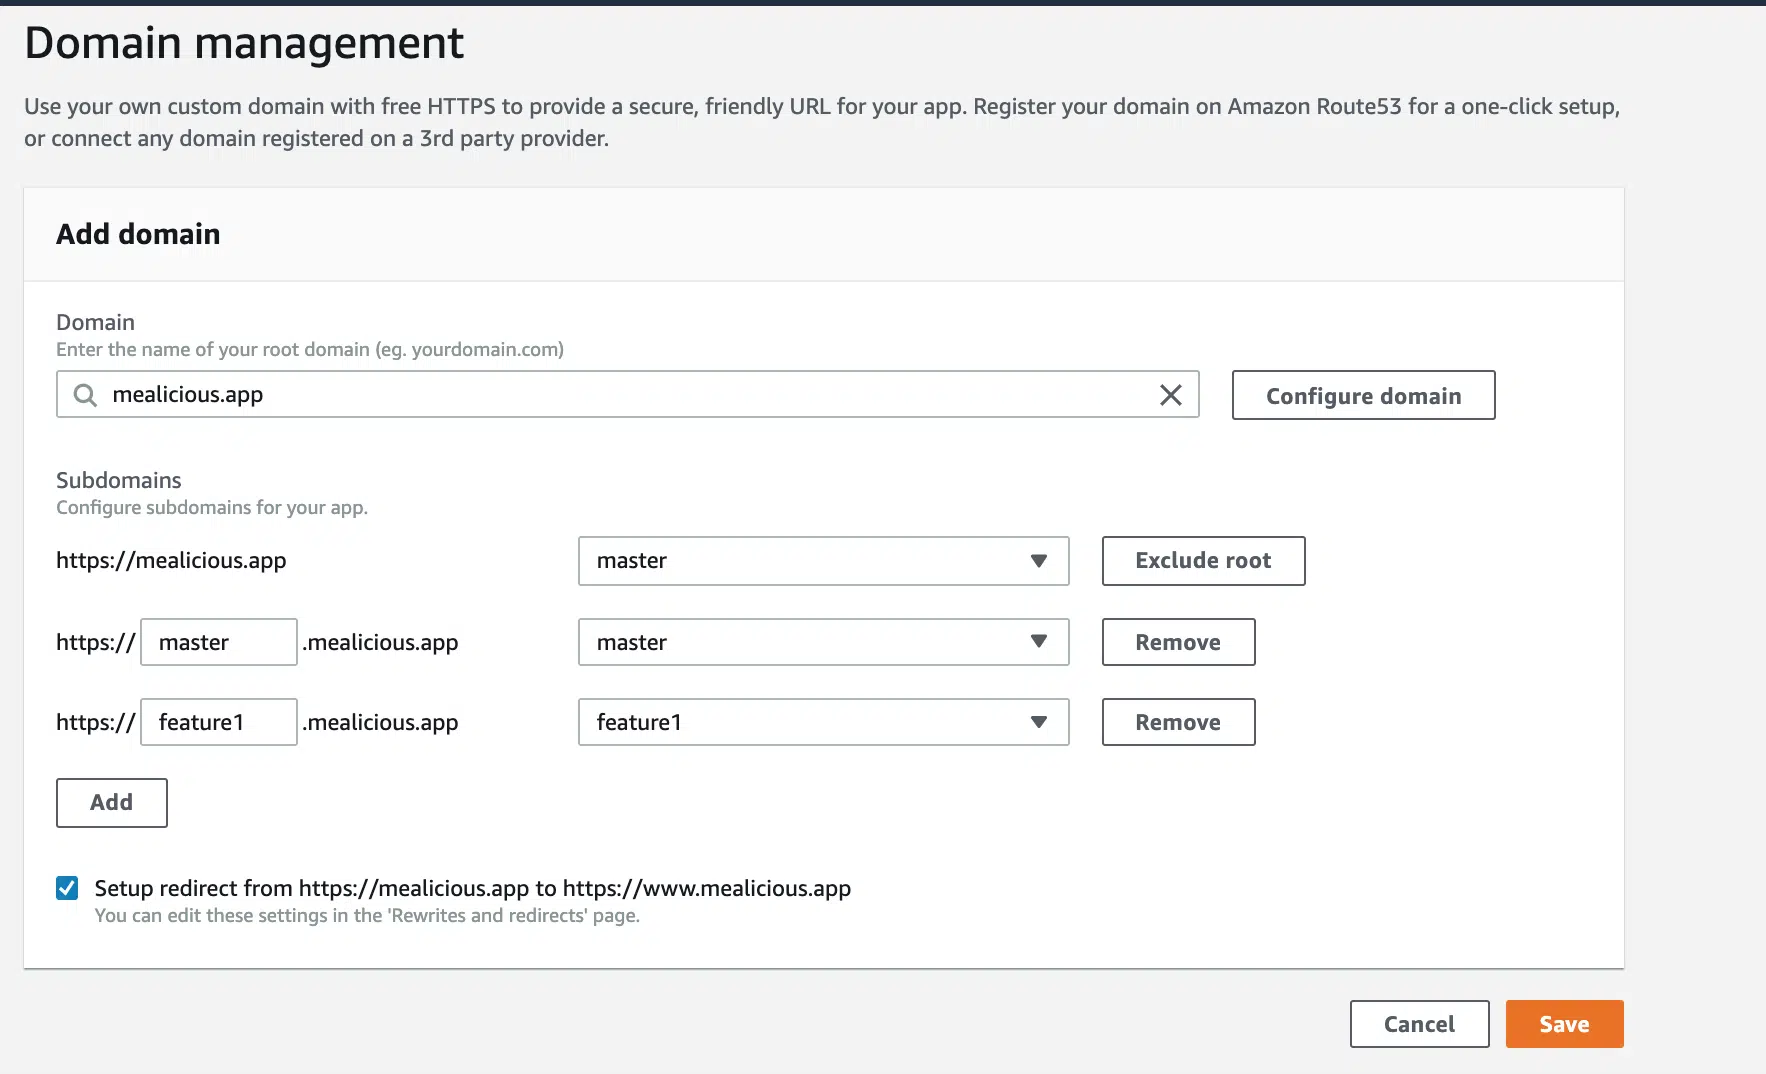 Domain management
Use your own custom domain with free HTTPS to provide a secure, friendly URL for your app. Register your domain on Amazon Route53 for a one-click setup,
or connect any domain registered on a 3rd party provider.
Add domain
Domain
Enter the name of your root domain (eg. yourdomain.com)
mealicious.app
Configure domain
Subdomains
Configure subdomains for your app.
https://mealicious.app master Exclude root
https:// master .mealicious.app master Remove
https:// feature1 .mealicious.app feature1 Remove
Add
Setup redirect from https://mealicious.app to https://www.mealicious.app
You can edit these settings in the 'Rewrites and redirects' page.
Cancel Save